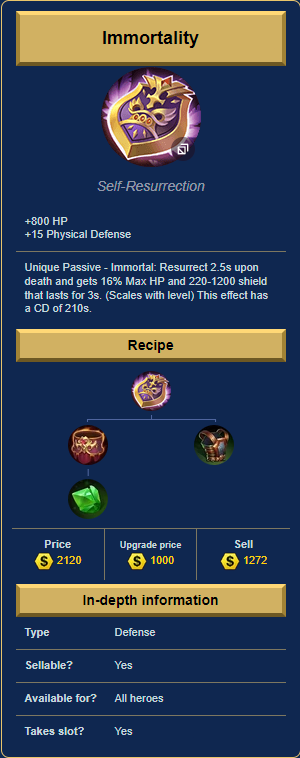 Immortality
Self-Resurrection
+800 HP
+15 Physical Defense
Unique Passive - Immortal: Resurrect 2.5s upon
death and gets 16% Max HP and 220-1200 shield
that lasts for 3s. (Scales with level) This effect has
a CD of 210s.
Recipe
Price Upgrade price Sell
S 2120 S 1000 S 1272
In-depth information
Type Defense
Sellable? Yes
Available for? All heroes
Takes slot? Yes